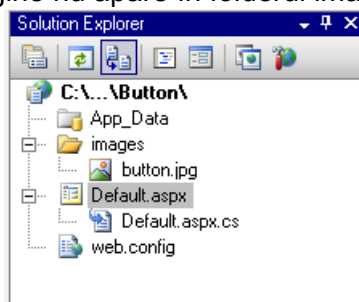 Solution Explorer
C:\...\Button\
App_Data
images
button.jpg
Default.aspx
Default.aspx.cs
web.config